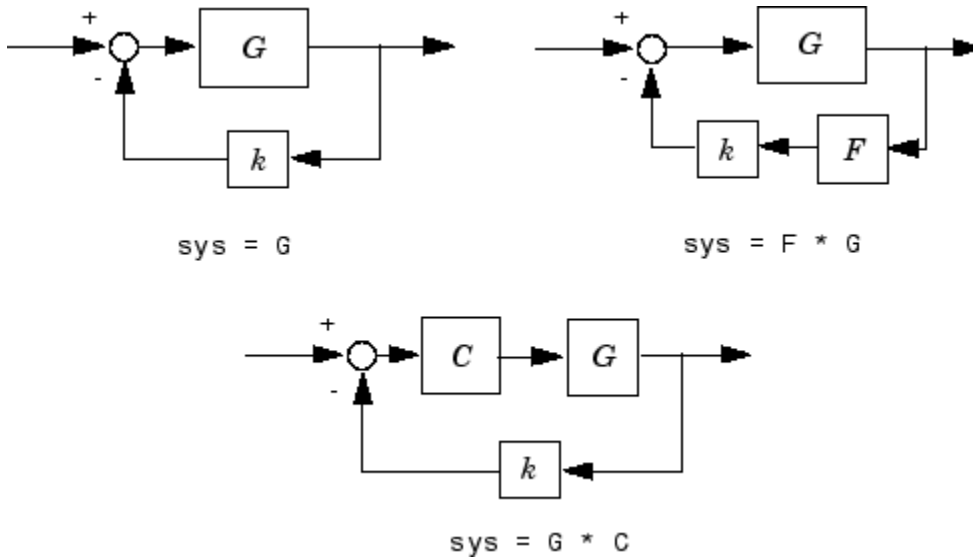 +
G
-
k
sys = G
+
G
-
k
F
sys = F * G
+
C
G
-
k
sys = G * C